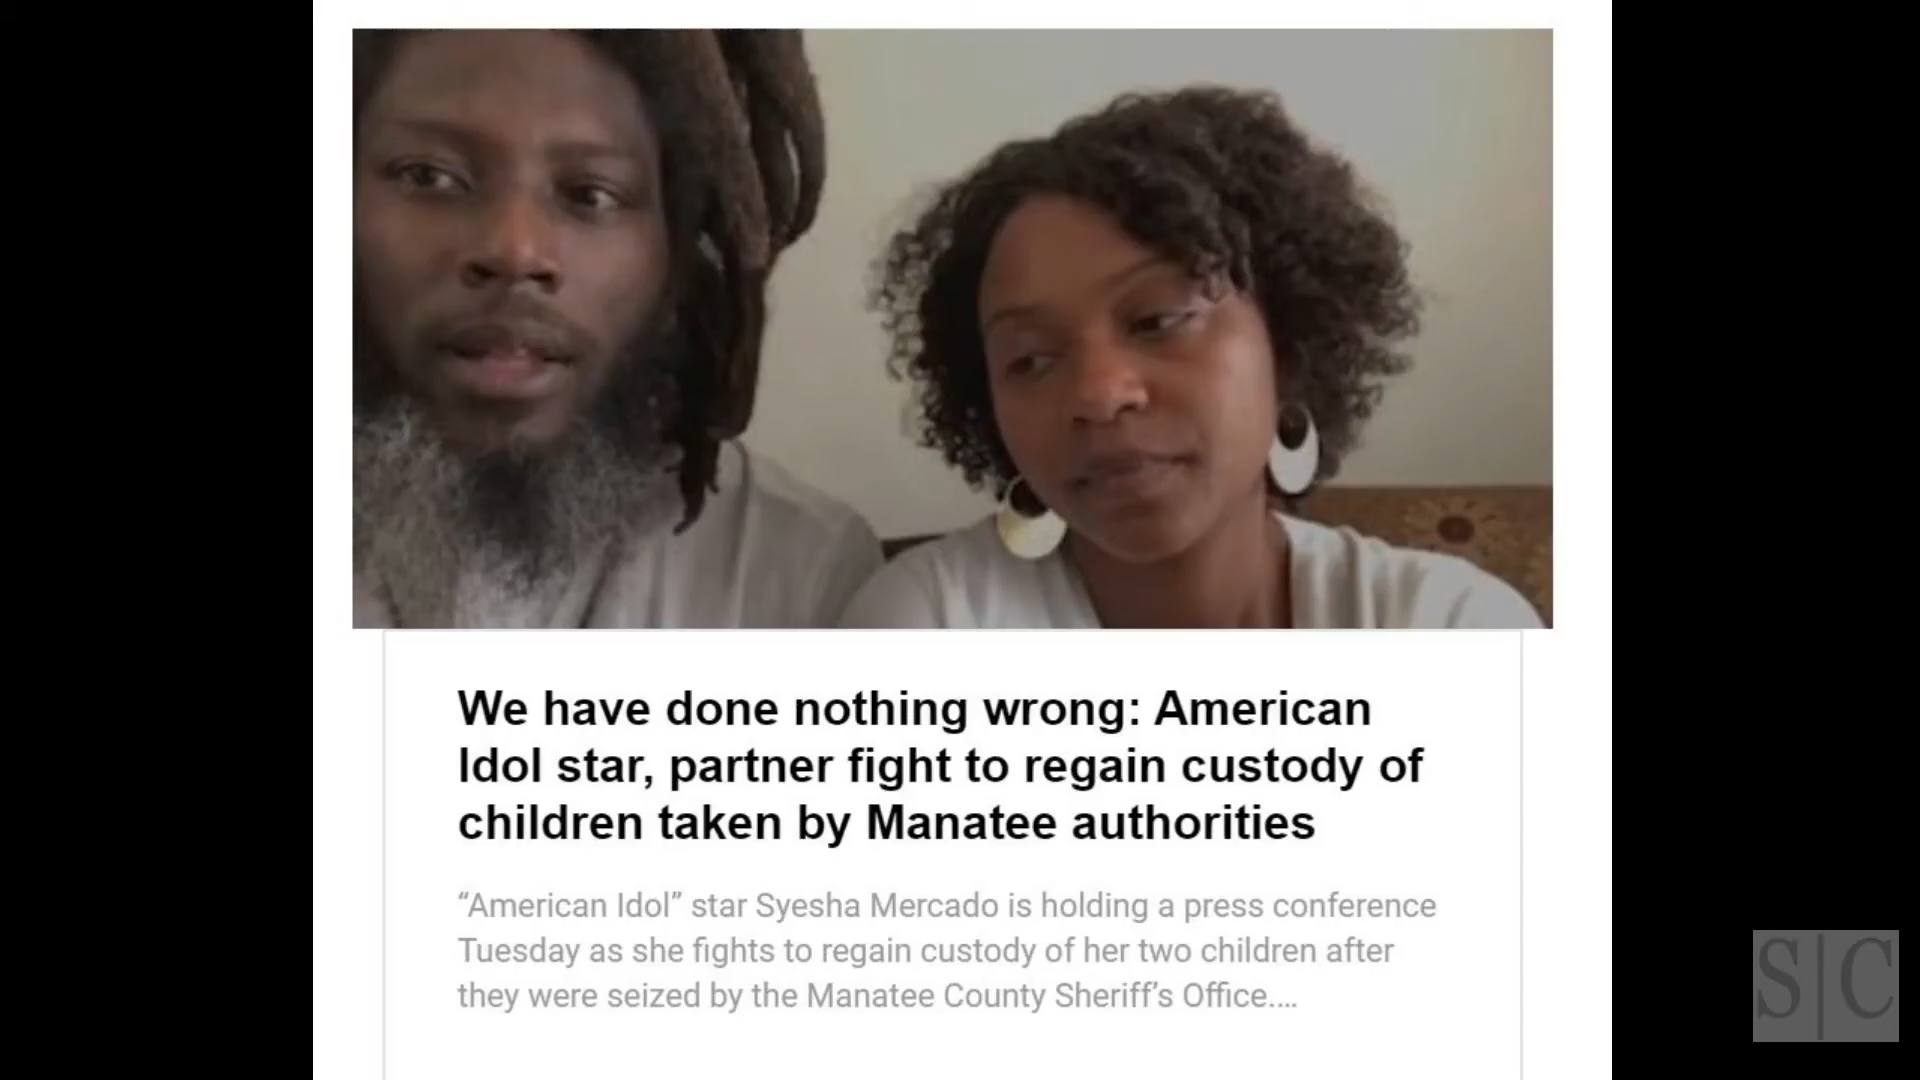 We have done nothing wrong: American
Idol star, partner fight to regain custody of
children taken by Manatee authorities
“American Idol” star Syesha Mercado is holding a press conference
Tuesday as she fights to regain custody of her two children after
they were seized by the Manatee County Sheriff’s Office....
S|C